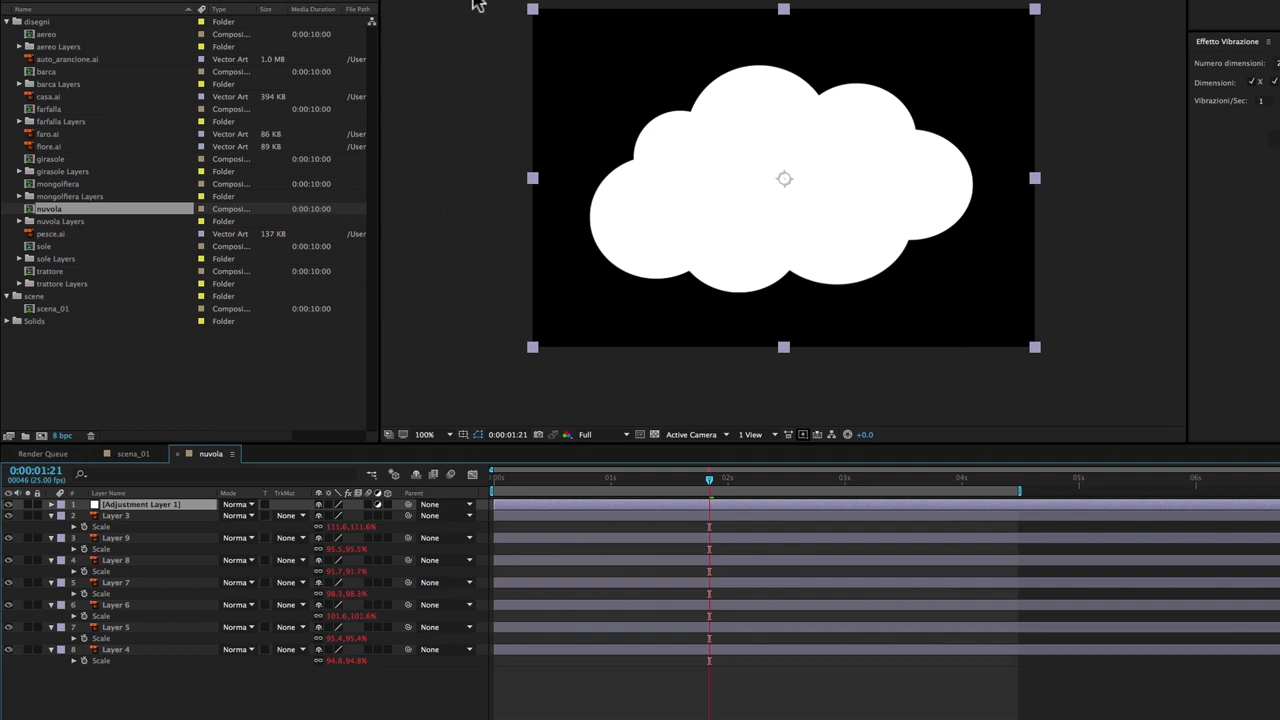 Name Type Size Media Duration File Path
disegni Folder
aereo Composi... 0:00:10:00
aereo Layers Folder
auto_arancione.ai Vector Art 1.0 MB /User
barca Composi... 0:00:10:00
barca Layers Folder
casa.ai Vector Art 394 KB /User
farfalla Composi... 0:00:10:00
farfalla Layers Folder
faro.ai Vector Art 86 KB /User
fiore.ai Vector Art 89 KB /User
girasole Composi... 0:00:10:00
girasole Layers Folder
mongolfiera Composi... 0:00:10:00
mongolfiera Layers Folder
nuvola Composi... 0:00:10:00
nuvola Layers Folder
pesce.ai Vector Art 137 KB /User
sole Composi... 0:00:10:00
sole Layers Folder
trattore Composi... 0:00:10:00
trattore Layers Folder
scene Folder
scena_01 Composi... 0:00:10:00
Solids Folder
8 bpc
Effetto Vibrazione
Numero dimensioni: 2
Dimensioni: X
Vibrazioni/Sec: 1
100% 0:00:01:21 Full Active Camera 1 View +0.0
Render Queue scena_01 nuvola
0:00:01:21
00046 (25.00 fps)
:00s 01s 02s 03s 04s 05s 06s
# Layer Name Mode T TrkMat Parent
1 [Adjustment Layer 1] Norma None
2 Layer 3 Norma None None
Scale 111.6,111.6%
3 Layer 9 Norma None None
Scale 95.5,95.5%
4 Layer 8 Norma None None
Scale 91.7,91.7%
5 Layer 7 Norma None None
Scale 98.3,98.3%
6 Layer 6 Norma None None
Scale 101.6,101.6%
7 Layer 5 Norma None None
Scale 95.4,95.4%
8 Layer 4 Norma None None
Scale 94.8,94.8%